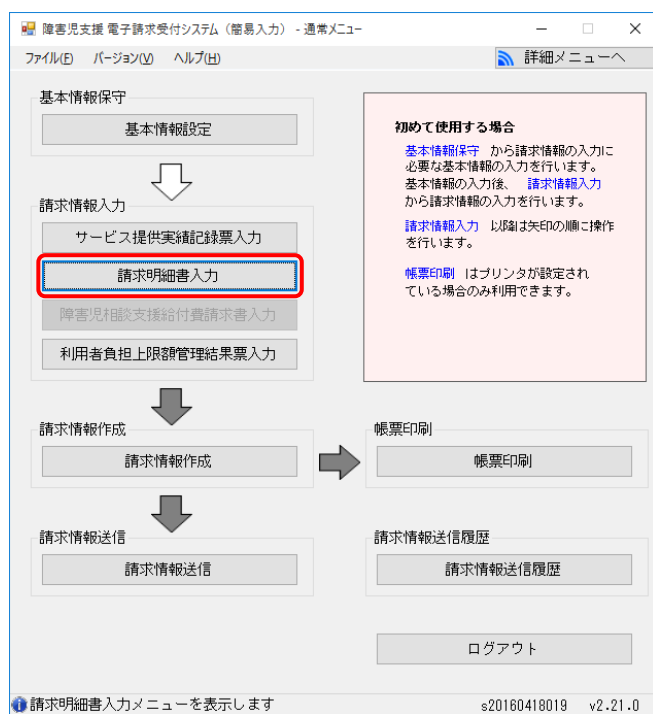 障害児支援 電子請求受付システム（簡易入力） - 通常メニュー
ファイル(F) バージョン(V) ヘルプ(H) 詳細メニューへ
基本情報保守
基本情報設定
請求情報入力
サービス提供実績記録票入力
請求明細書入力
障害児相談支援給付費請求書入力
利用者負担上限額管理結果票入力
請求情報作成
請求情報作成
請求情報送信
請求情報送信
初めて使用する場合
基本情報保守 から請求情報の入力に
必要な基本情報の入力を行います。
基本情報の入力後、 請求情報入力
から請求情報の入力を行います。
請求情報入力 以降は矢印の順に操作
を行います。
帳票印刷 はプリンタが設定され
ている場合のみ利用できます。
帳票印刷
帳票印刷
請求情報送信履歴
請求情報送信履歴
ログアウト
請求明細書入力メニューを表示します s20160418019 v2.21.0